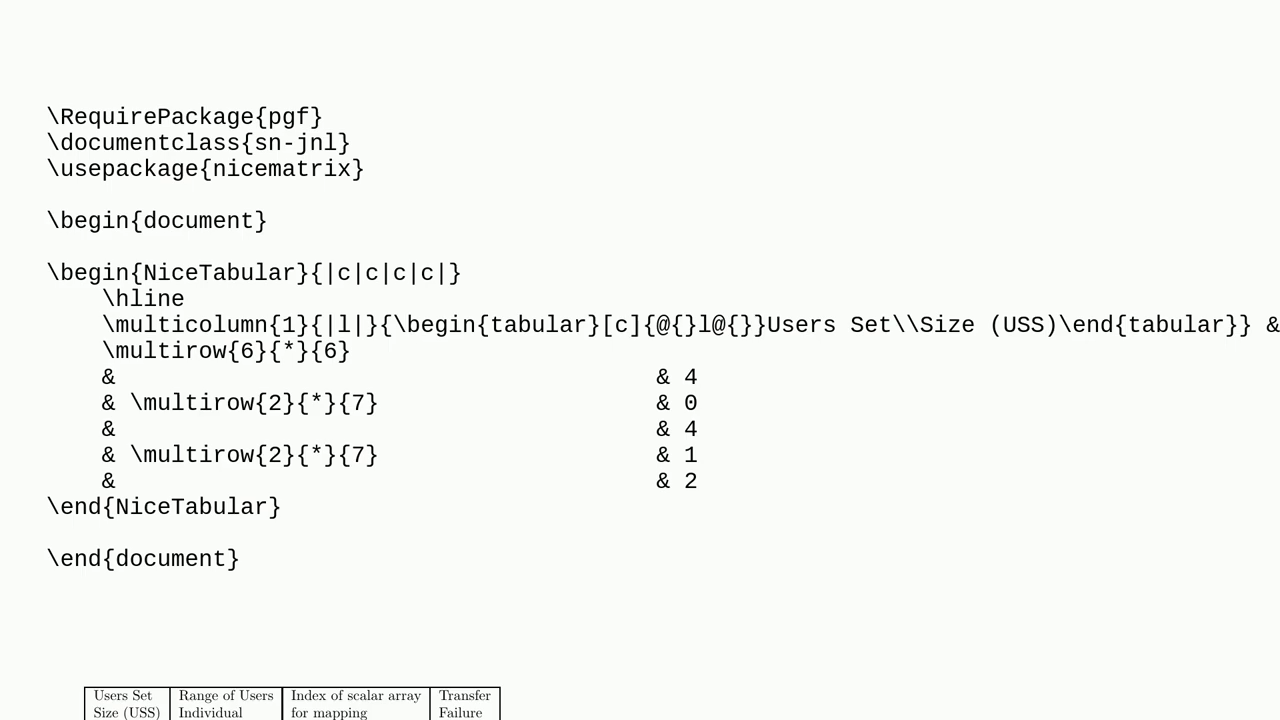 \RequirePackage{pgf}
\documentclass{sn-jnl}
\usepackage{nicematrix}
\begin{document}
\begin{NiceTabular}{|c|c|c|c|}
\hline
\multicolumn{1}{|l|}{\begin{tabular}[c]{@{}l@{}}Users Set\\Size (USS)\end{tabular}} &
\multirow{6}{*}{6}
& & 4
& \multirow{2}{*}{7} & 0
& & 4
& \multirow{2}{*}{7} & 1
& & 2
\end{NiceTabular}
\end{document}
Users Set Range of Users Index of scalar array Transfer
Size (USS) Individual for mapping Failure